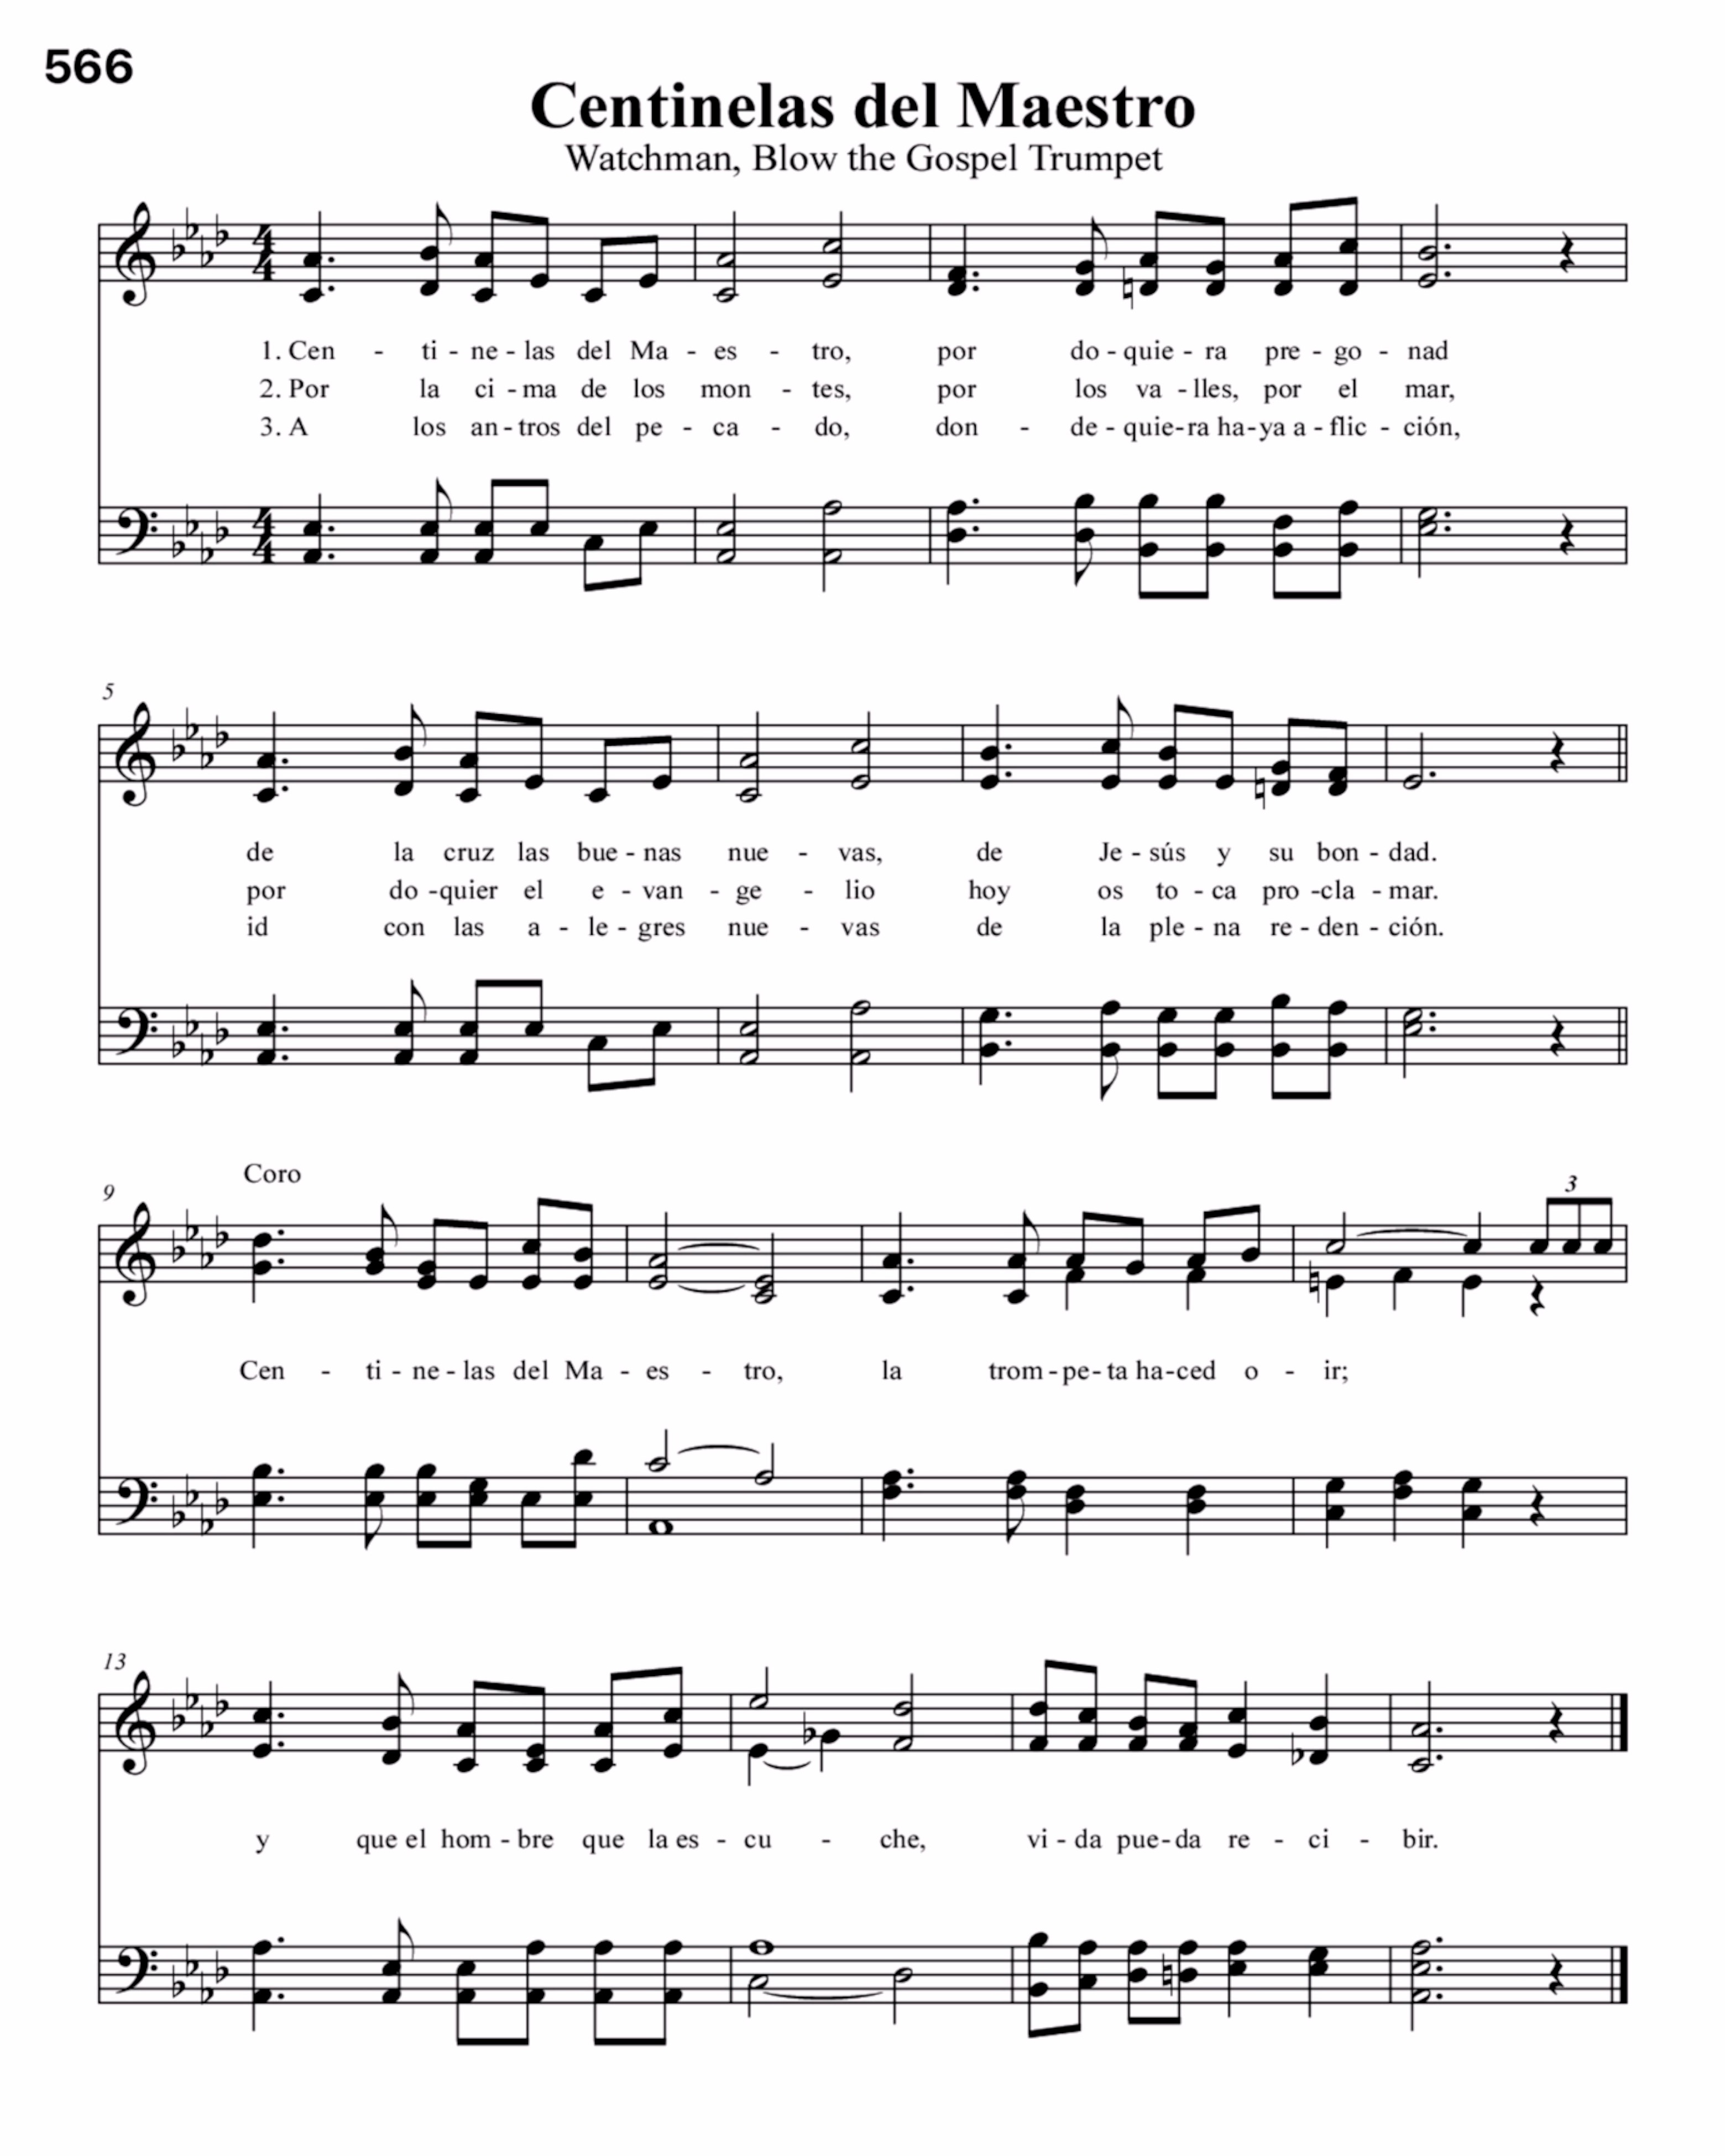 566
Centinelas del Maestro
Watchman, Blow the Gospel Trumpet
1. Cen - ti - ne - las del Ma - es - tro, por do - quie - ra pre - go - nad
2. Por la ci - ma de los mon - tes, por los va - lles, por el mar,
3. A los an - tros del pe - ca - do, don - de - quie - ra ha - ya a - flic - ción,
5
de la cruz las bue - nas nue - vas, de Je - sús y su bon - dad.
por do - quier el e - van - ge - lio hoy os to - ca pro - cla - mar.
id con las a - le - gres nue - vas de la ple - na re - den - ción.
Coro
9
3
Cen - ti - ne - las del Ma - es - tro, la trom - pe - ta ha - ced o - ir;
13
y que el hom - bre que la es - cu - che, vi - da pue - da re - ci - bir.